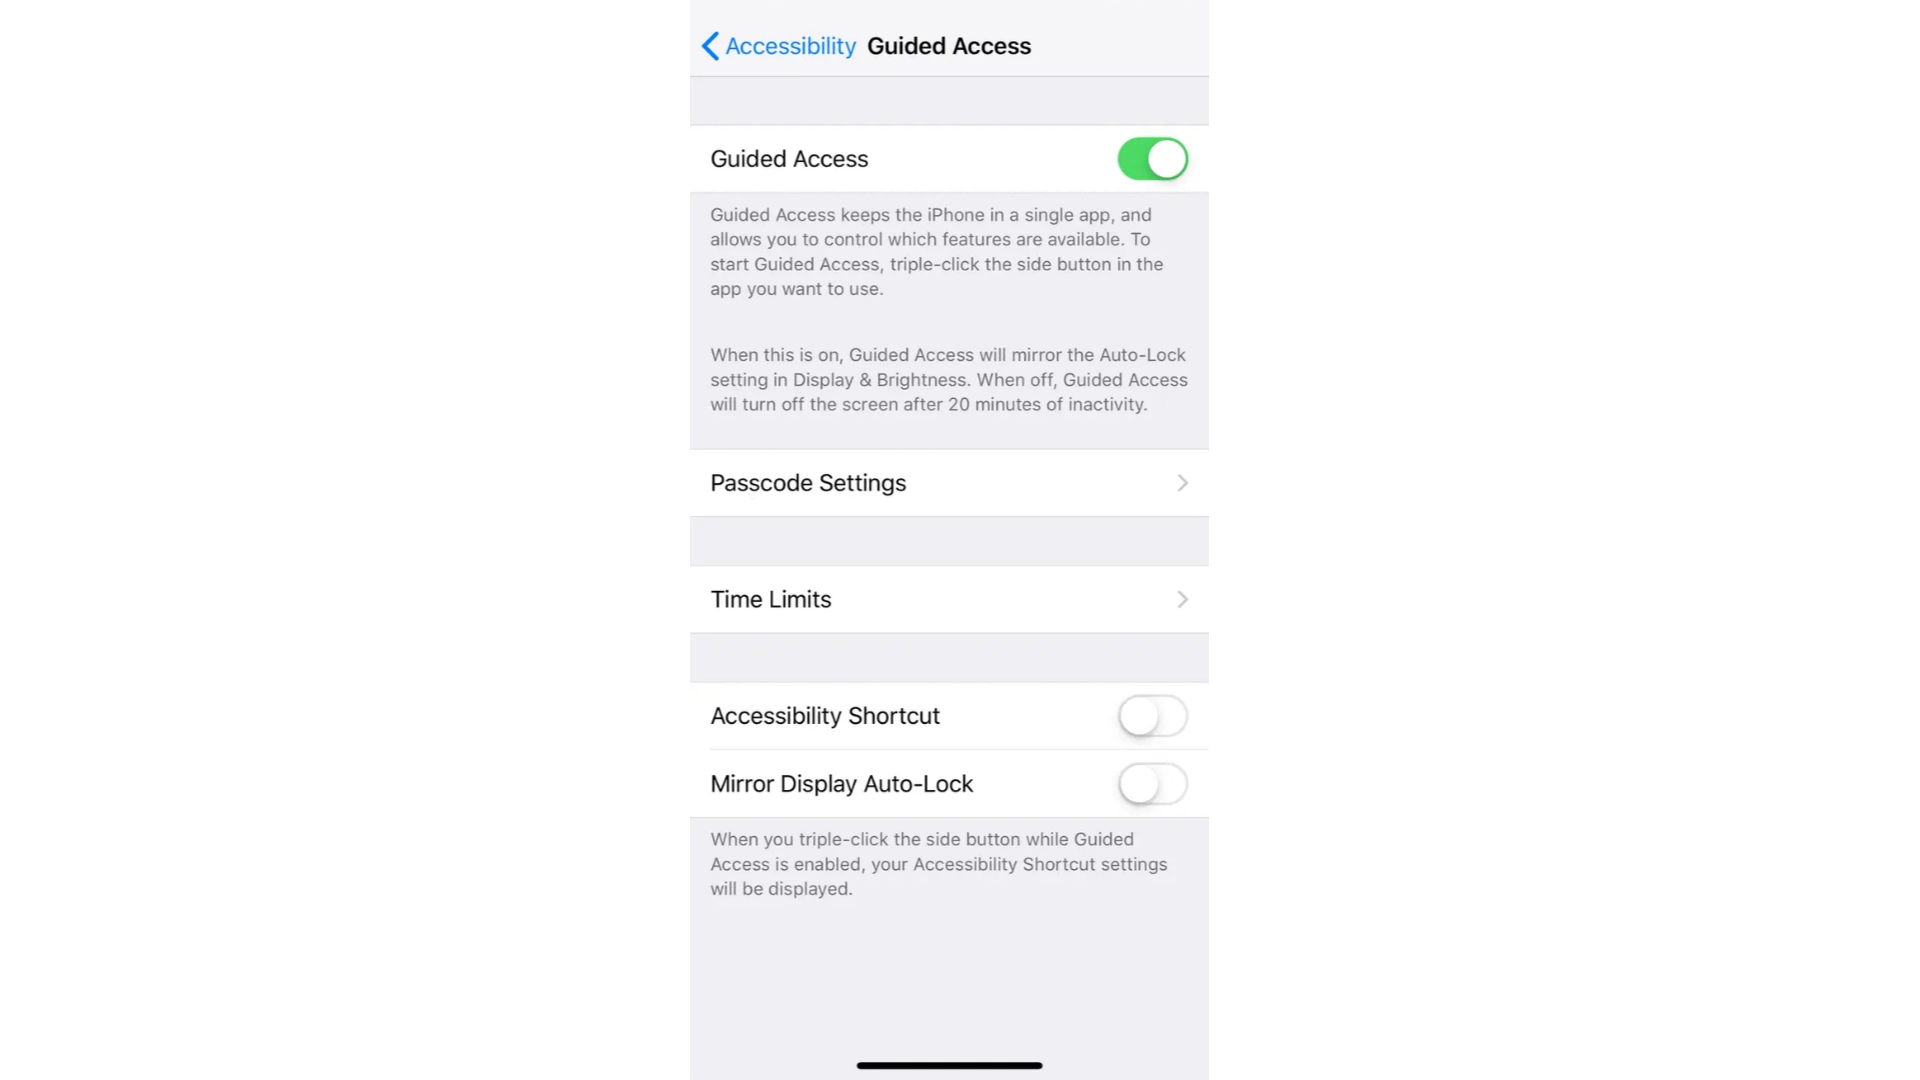 Accessibility Guided Access
Guided Access
Guided Access keeps the iPhone in a single app, and
allows you to control which features are available. To
start Guided Access, triple-click the side button in the
app you want to use.
When this is on, Guided Access will mirror the Auto-Lock
setting in Display & Brightness. When off, Guided Access
will turn off the screen after 20 minutes of inactivity.
Passcode Settings
Time Limits
Accessibility Shortcut
Mirror Display Auto-Lock
When you triple-click the side button while Guided
Access is enabled, your Accessibility Shortcut settings
will be displayed.